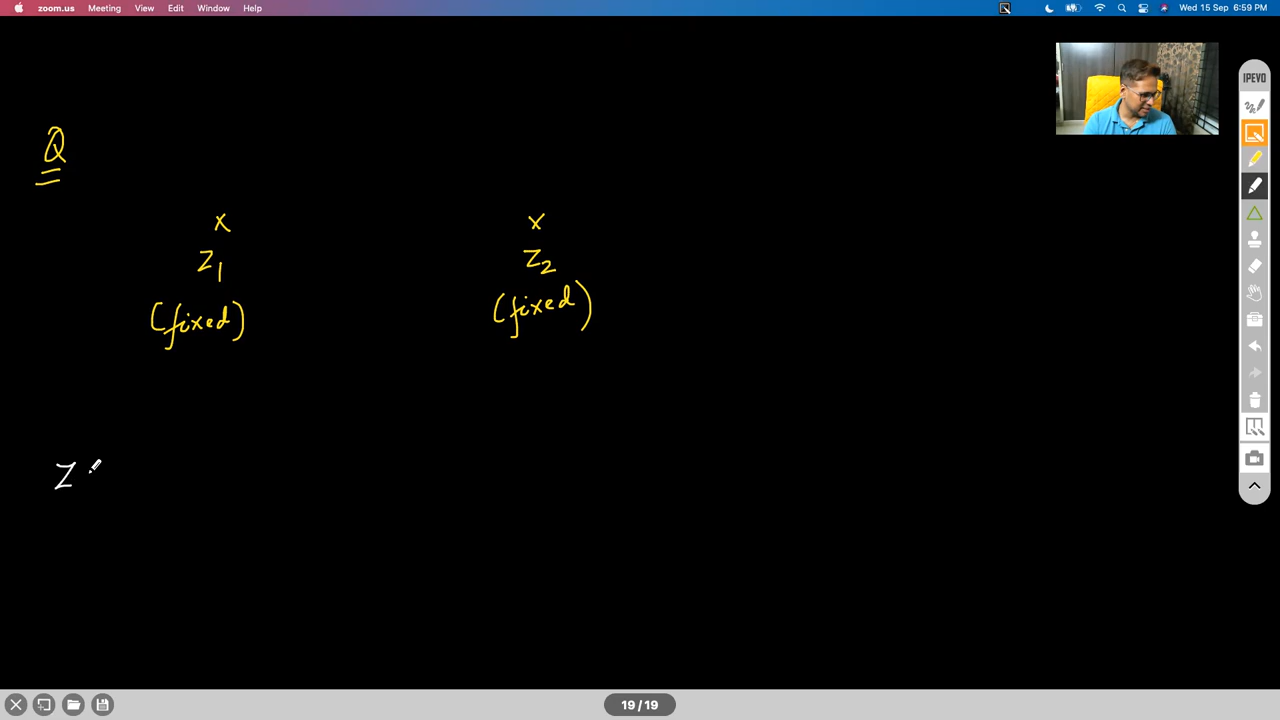 zoom.us Meeting View Edit Window Help Wed 15 Sep 6:59 PM
IPEVO
Q
x x
z1 z2
(fixed) (fixed)
Z
19/19